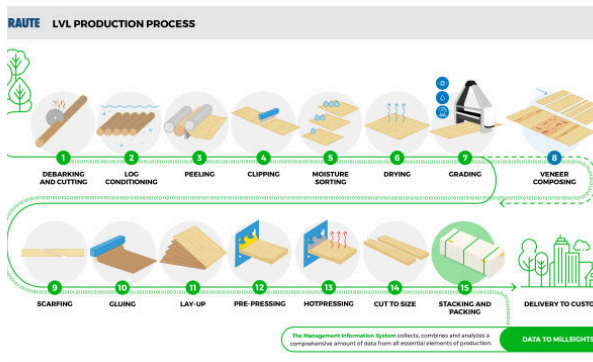 RAUTE LVL PRODUCTION PROCESS
1 2 3 4 5 6 7 8
DEBARKING
AND CUTTING
LOG
CONDITIONING
PEELING
CLIPPING
MOISTURE
SORTING
DRYING
GRADING
VENEER
COMPOSING
9 10 11 12 13 14 15
SCARFING
GLUING
LAY-UP
PRE-PRESSING
HOTPRESSING
CUT TO SIZE
STACKING AND
PACKING
DELIVERY TO CUSTO
The Management Information System collects, combines and analyzes a
comprehensive amount of data from all essential elements of production.
DATA TO MILLSIGHTS